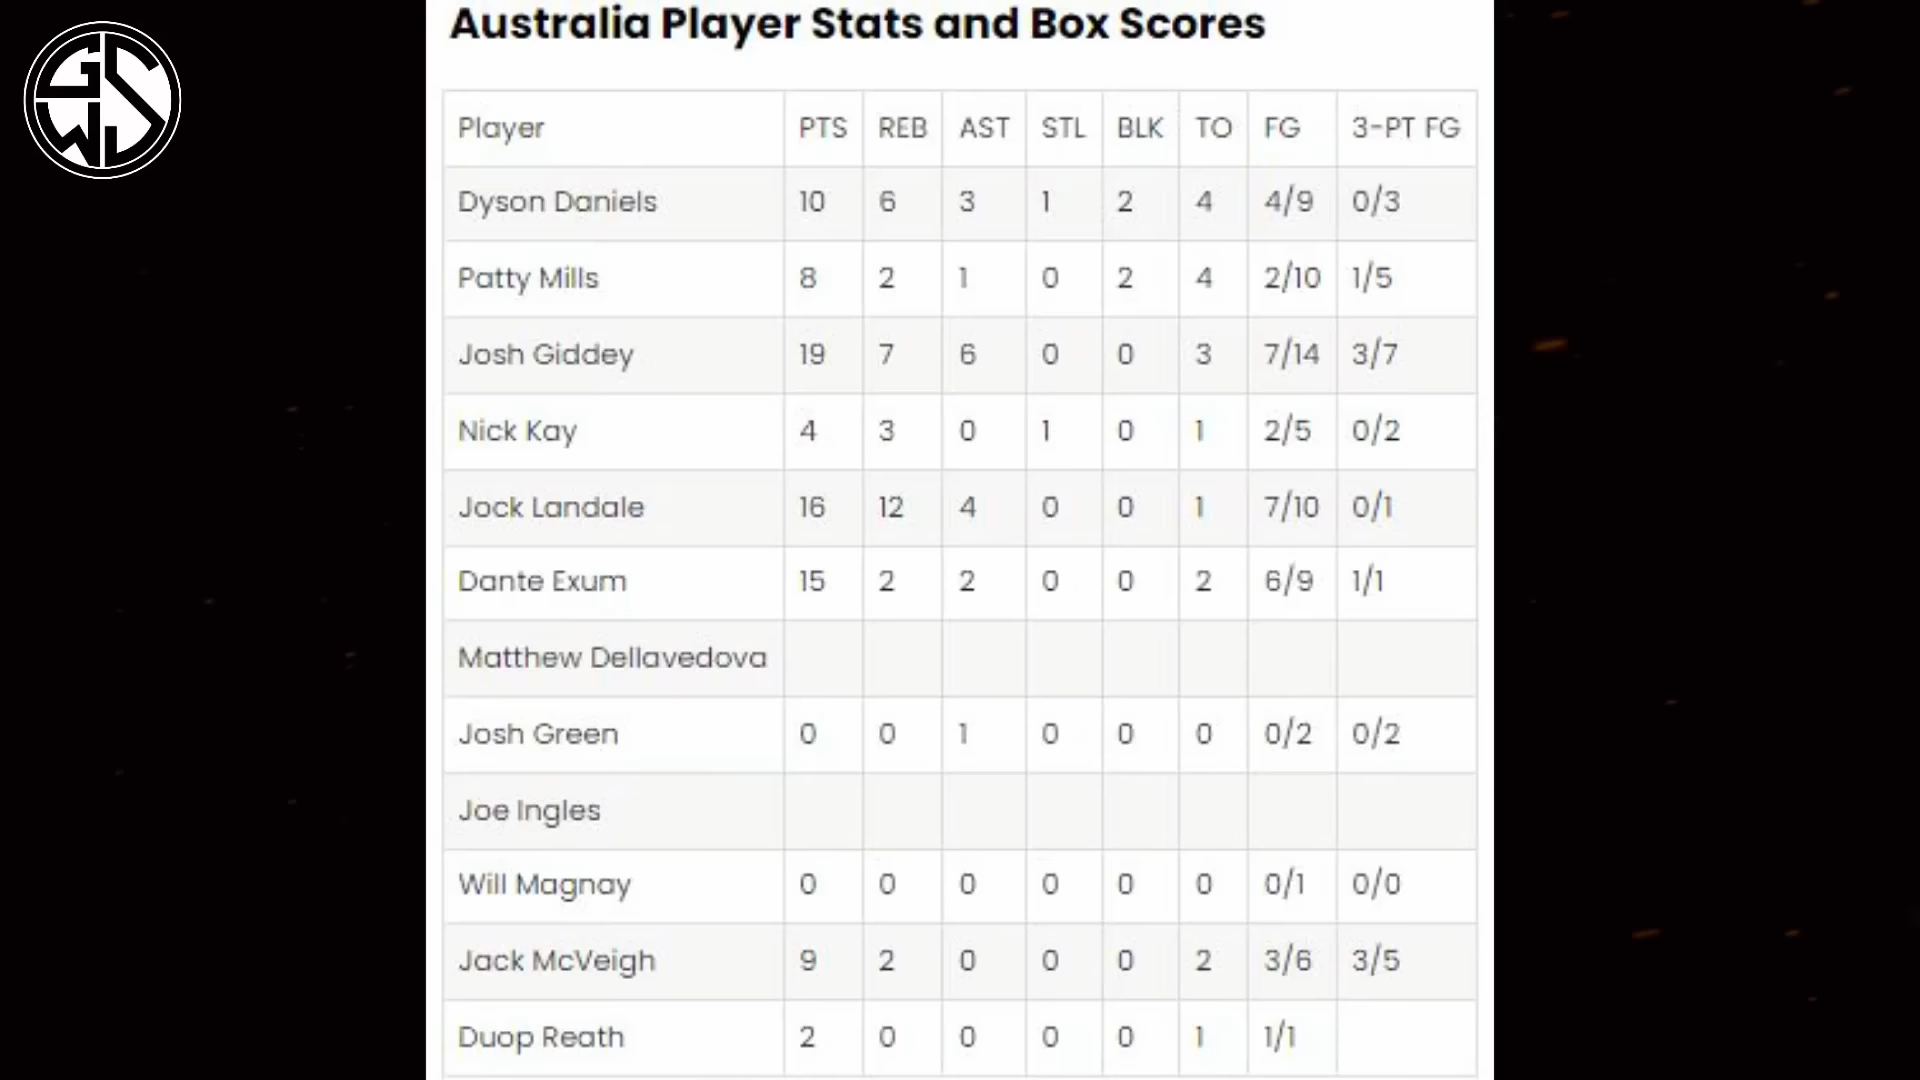 GSWS
Australia Player Stats and Box Scores
Player PTS REB AST STL BLK TO FG 3-PT FG
Dyson Daniels 10 6 3 1 2 4 4/9 0/3
Patty Mills 8 2 1 0 2 4 2/10 1/5
Josh Giddey 19 7 6 0 0 3 7/14 3/7
Nick Kay 4 3 0 1 0 1 2/5 0/2
Jock Landale 16 12 4 0 0 1 7/10 0/1
Dante Exum 15 2 2 0 0 2 6/9 1/1
Matthew Dellavedova
Josh Green 0 0 1 0 0 0 0/2 0/2
Joe Ingles
Will Magnay 0 0 0 0 0 0 0/1 0/0
Jack McVeigh 9 2 0 0 0 2 3/6 3/5
Duop Reath 2 0 0 0 0 1 1/1